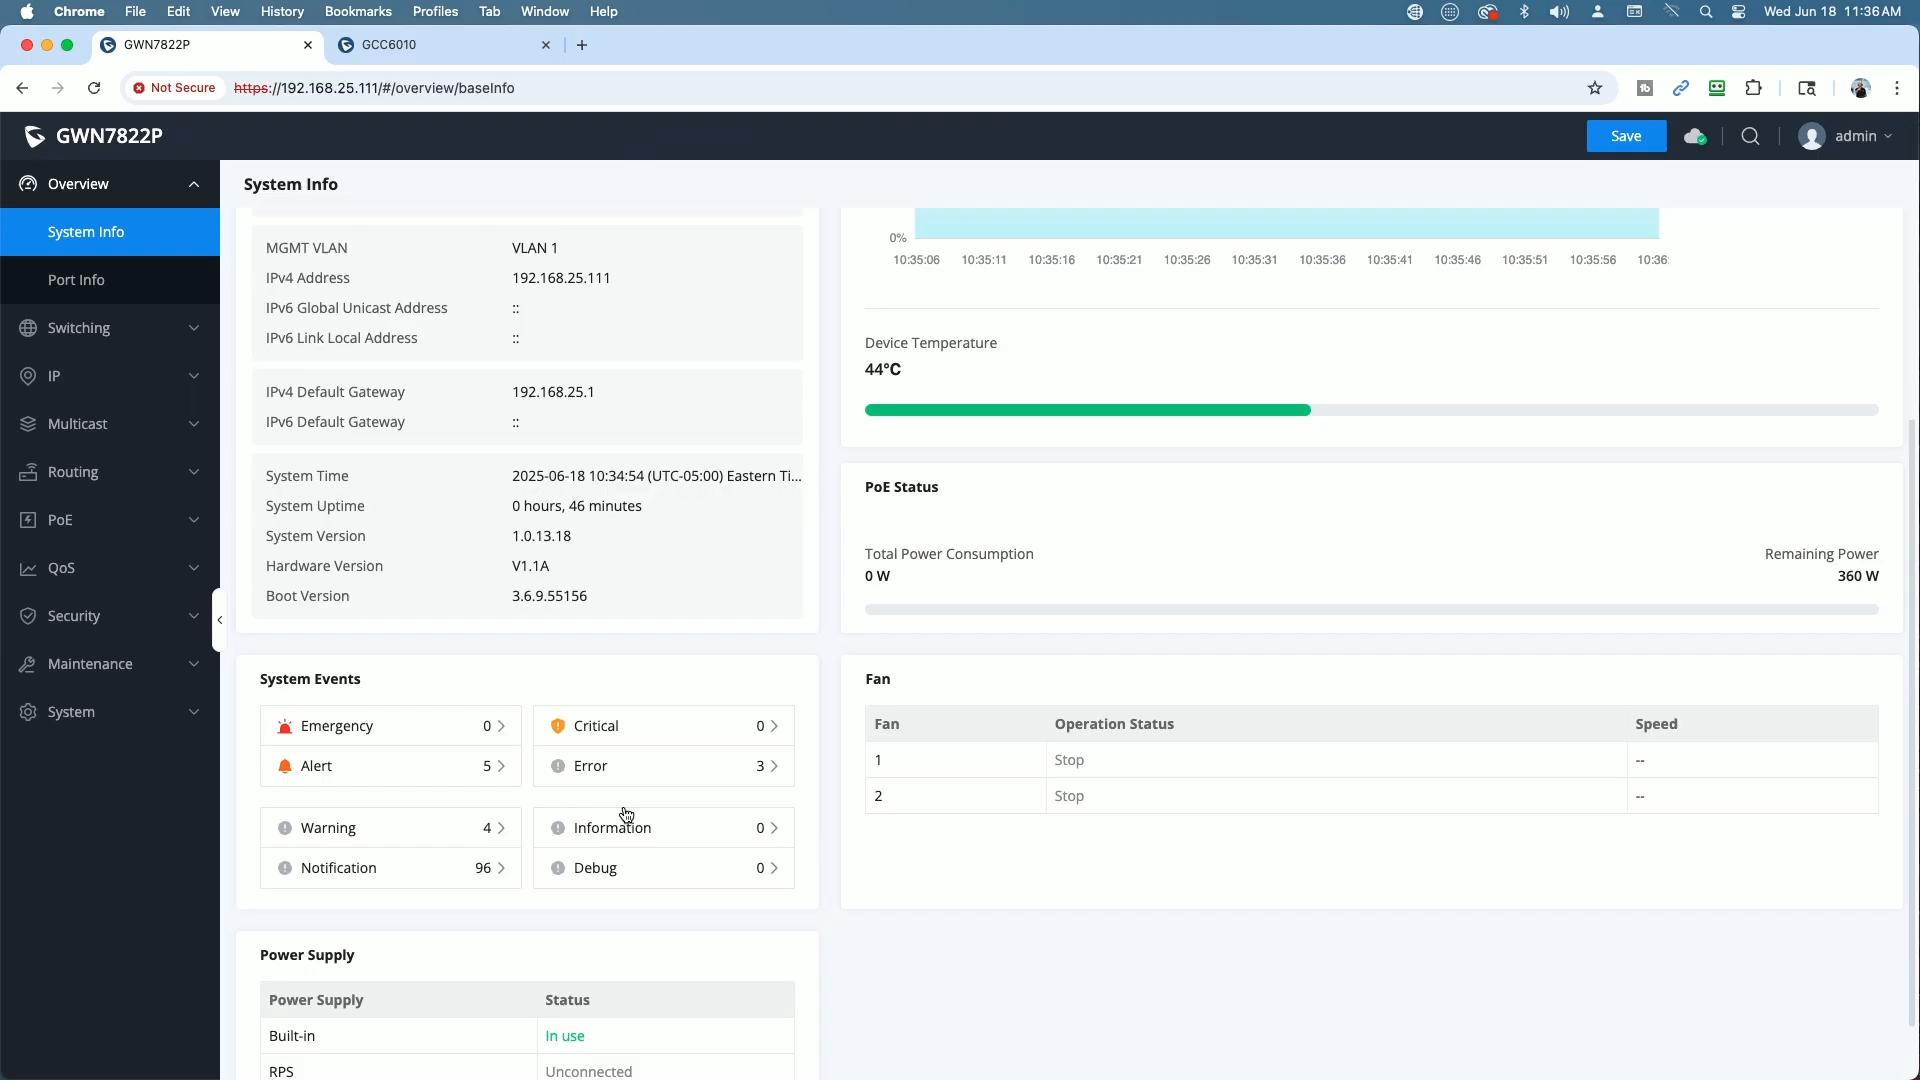 Chrome File Edit View History Bookmarks Profiles Tab Window Help Wed Jun 18 11:36 AM
GWN7822P GCC6010
Not Secure https://192.168.25.111/#/overview/baseInfo
GWN7822P Save admin
Overview
System Info
Port Info
Switching
IP
Multicast
Routing
PoE
QoS
Security
Maintenance
System
System Info
MGMT VLAN VLAN 1
IPv4 Address 192.168.25.111
IPv6 Global Unicast Address ::
IPv6 Link Local Address ::
IPv4 Default Gateway 192.168.25.1
IPv6 Default Gateway ::
System Time 2025-06-18 10:34:54 (UTC-05:00) Eastern Ti...
System Uptime 0 hours, 46 minutes
System Version 1.0.13.18
Hardware Version V1.1A
Boot Version 3.6.9.55156
0%
10:35:06 10:35:11 10:35:16 10:35:21 10:35:26 10:35:31 10:35:36 10:35:41 10:35:46 10:35:51 10:35:56 10:36:
Device Temperature
44°C
PoE Status
Total Power Consumption Remaining Power
0 W 360 W
System Events
Emergency 0 Critical 0
Alert 5 Error 3
Warning 4 Information 0
Notification 96 Debug 0
Fan
Fan Operation Status Speed
1 Stop --
2 Stop --
Power Supply
Power Supply Status
Built-in In use
RPS Unconnected